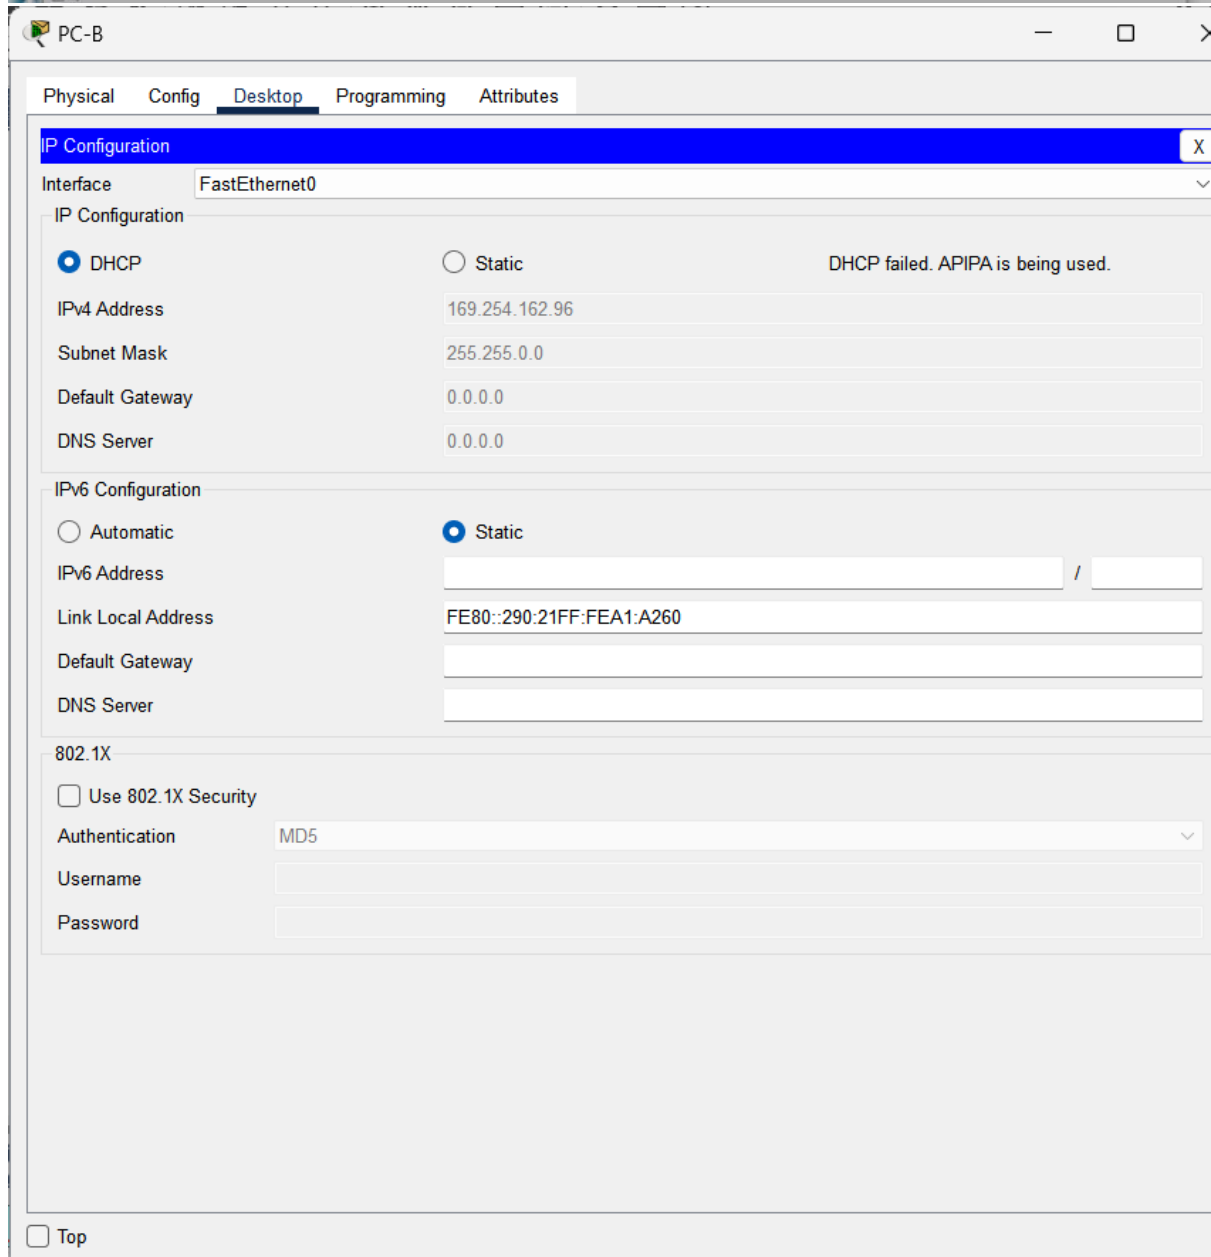 PC-B
Physical Config Desktop Programming Attributes
IP Configuration X
Interface FastEthernet0
IP Configuration
DHCP Static DHCP failed. APIPA is being used.
IPv4 Address 169.254.162.96
Subnet Mask 255.255.0.0
Default Gateway 0.0.0.0
DNS Server 0.0.0.0
IPv6 Configuration
Automatic Static
IPv6 Address /
Link Local Address FE80::290:21FF:FEA1:A260
Default Gateway
DNS Server
802.1X
Use 802.1X Security
Authentication MD5
Username
Password
Top